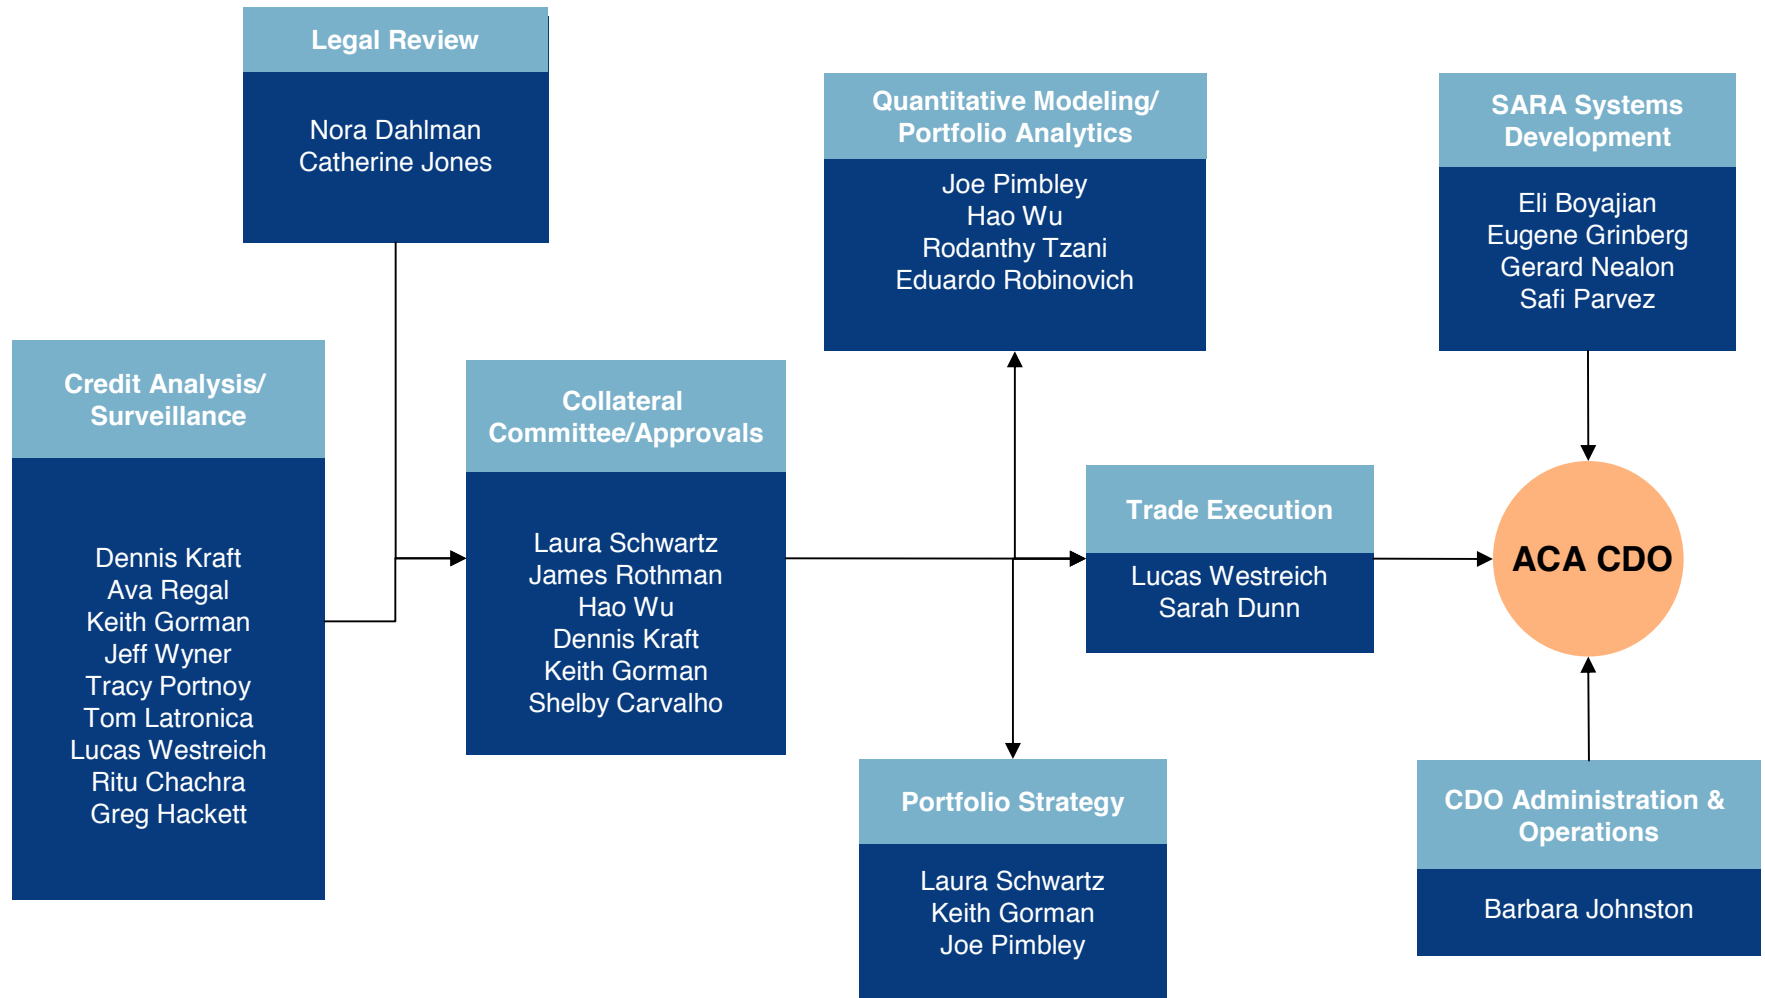 Legal Review
Nora Dahlman
Catherine Jones
Credit Analysis/
Surveillance
Dennis Kraft
Ava Regal
Keith Gorman
Jeff Wyner
Tracy Portnoy
Tom Latronica
Lucas Westreich
Ritu Chachra
Greg Hackett
Collateral
Committee/Approvals
Laura Schwartz
James Rothman
Hao Wu
Dennis Kraft
Keith Gorman
Shelby Carvalho
Quantitative Modeling/
Portfolio Analytics
Joe Pimbley
Hao Wu
Rodanthy Tzani
Eduardo Robinovich
Trade Execution
Lucas Westreich
Sarah Dunn
Portfolio Strategy
Laura Schwartz
Keith Gorman
Joe Pimbley
SARA Systems
Development
Eli Boyajian
Eugene Grinberg
Gerard Nealon
Safi Parvez
ACA CDO
CDO Administration &
Operations
Barbara Johnston